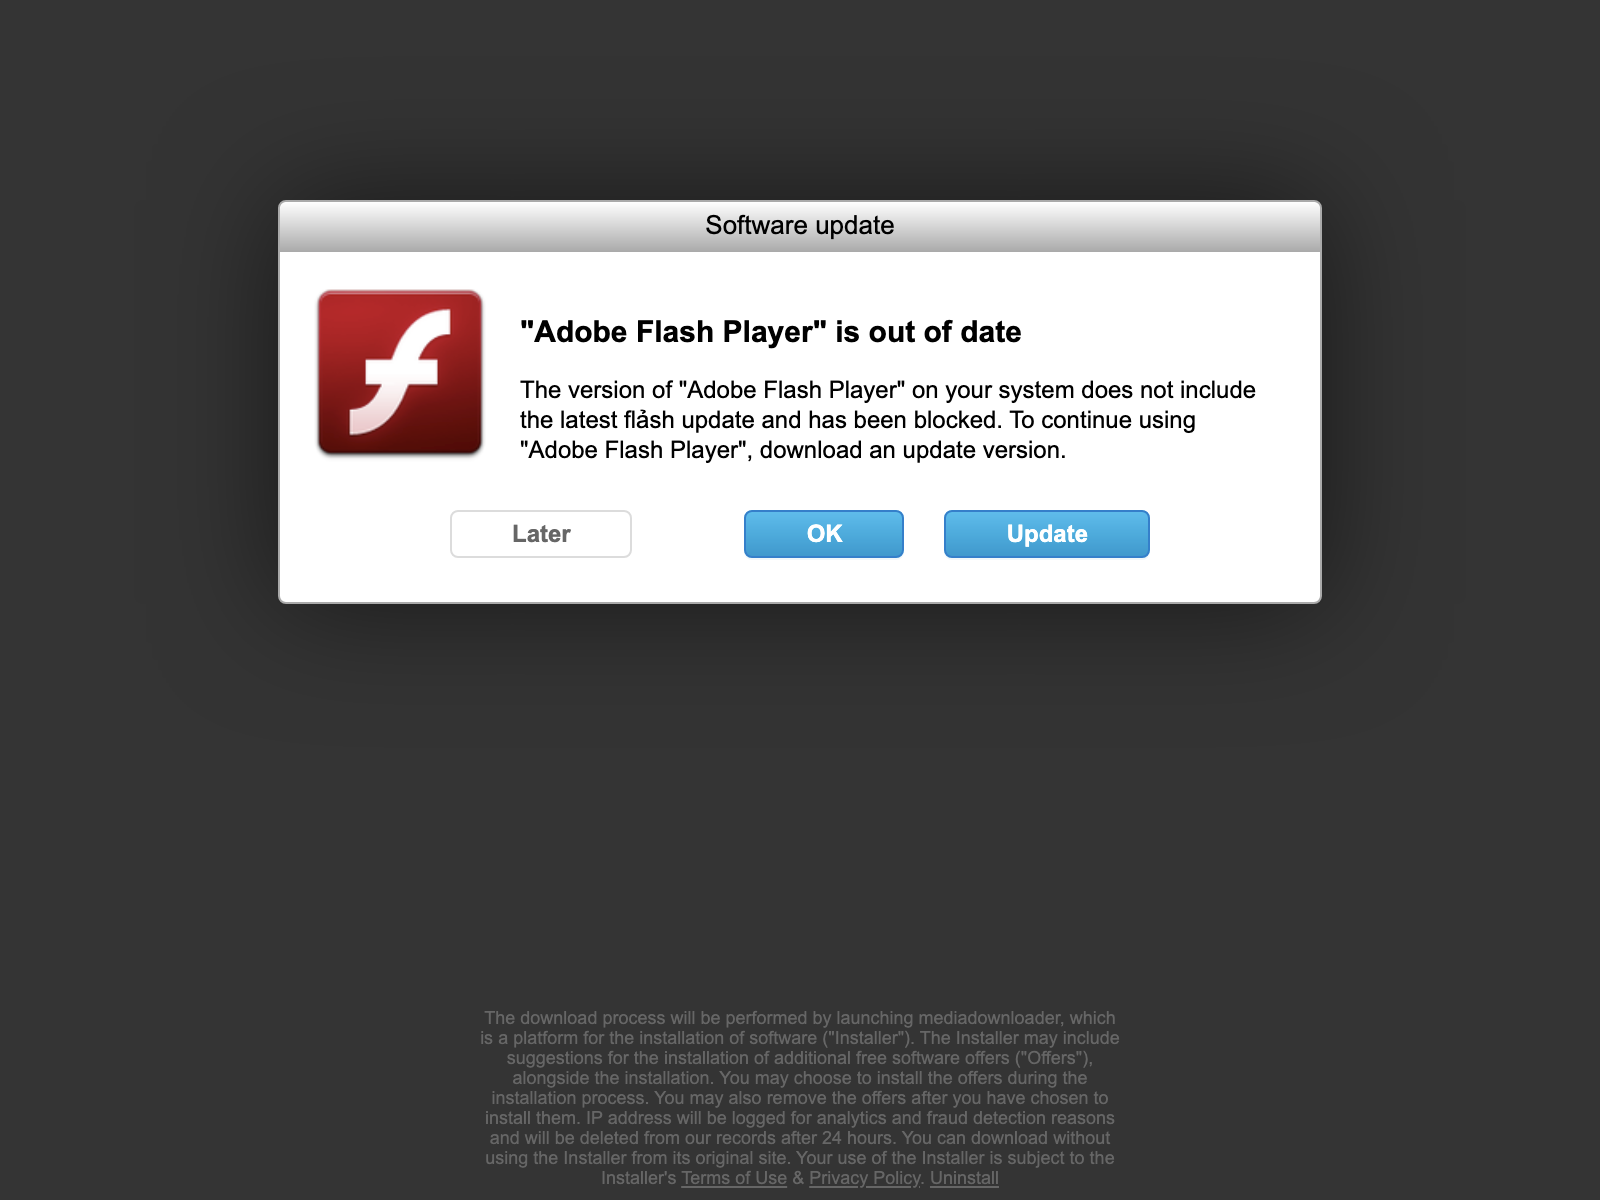 Software update
"Adobe Flash Player" is out of date
The version of "Adobe Flash Player" on your system does not include
the latest flảsh update and has been blocked. To continue using
"Adobe Flash Player", download an update version.
Later
OK
Update
The download process will be performed by launching mediadownloader, which
is a platform for the installation of software ("Installer"). The Installer may include
suggestions for the installation of additional free software offers ("Offers"),
alongside the installation. You may choose to install the offers during the
installation process. You may also remove the offers after you have chosen to
install them. IP address will be logged for analytics and fraud detection reasons
and will be deleted from our records after 24 hours. You can download without
using the Installer from its original site. Your use of the Installer is subject to the
Installer's Terms of Use & Privacy Policy. Uninstall